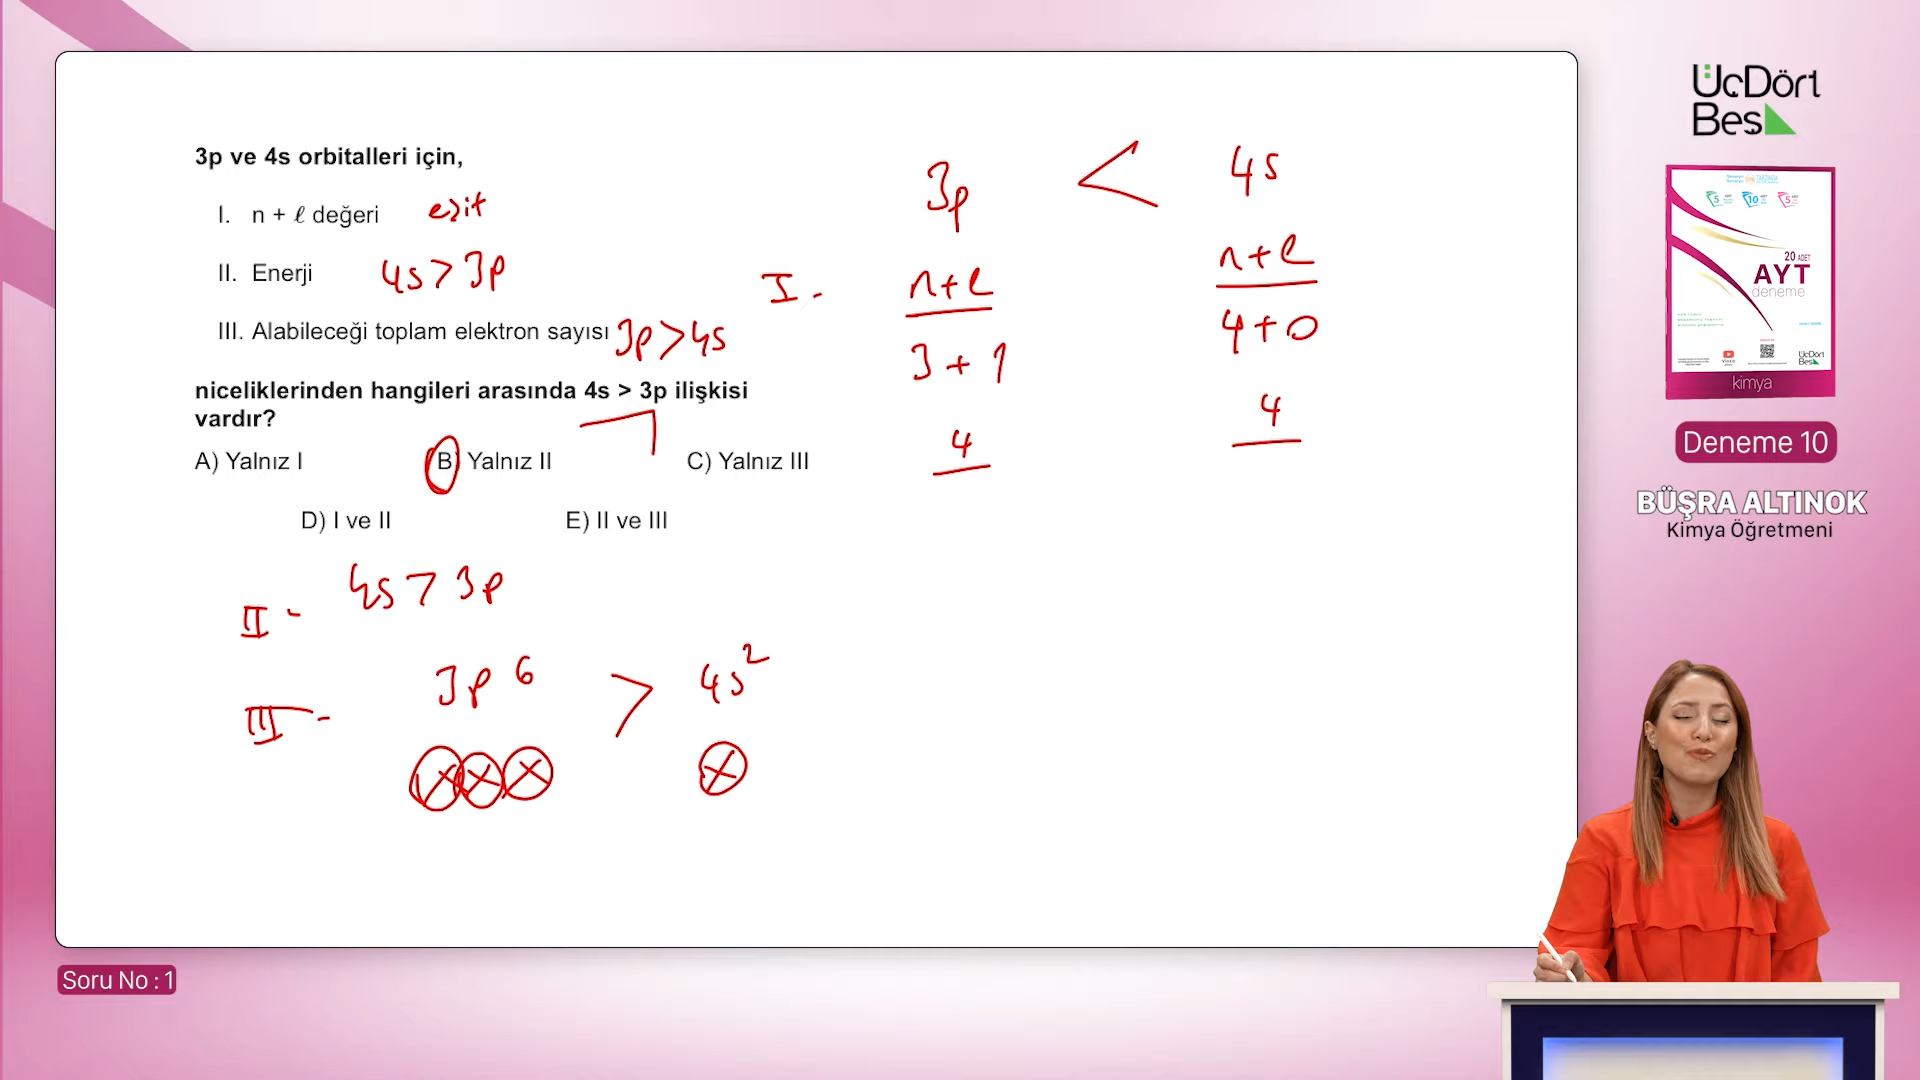 3p ve 4s orbitalleri için,
I. n + ℓ değeri eşit
II. Enerji 4s > 3p
III. Alabileceği toplam elektron sayısı 3p > 4s
niceliklerinden hangileri arasında 4s > 3p ilişkisi
vardır?
A) Yalnız I B) Yalnız II C) Yalnız III
D) I ve II E) II ve III
3p < 4s
I - n+ℓ n+ℓ
3 + 1 4 + 0
4 4
II - 4s > 3p
III - 3p⁶ > 4s²
ÜçDört
Beş
20 ADET
AYT
deneme
ÜçDört
Beş
kimya
Deneme 10
BÜŞRA ALTINOK
Kimya Öğretmeni
Soru No : 1